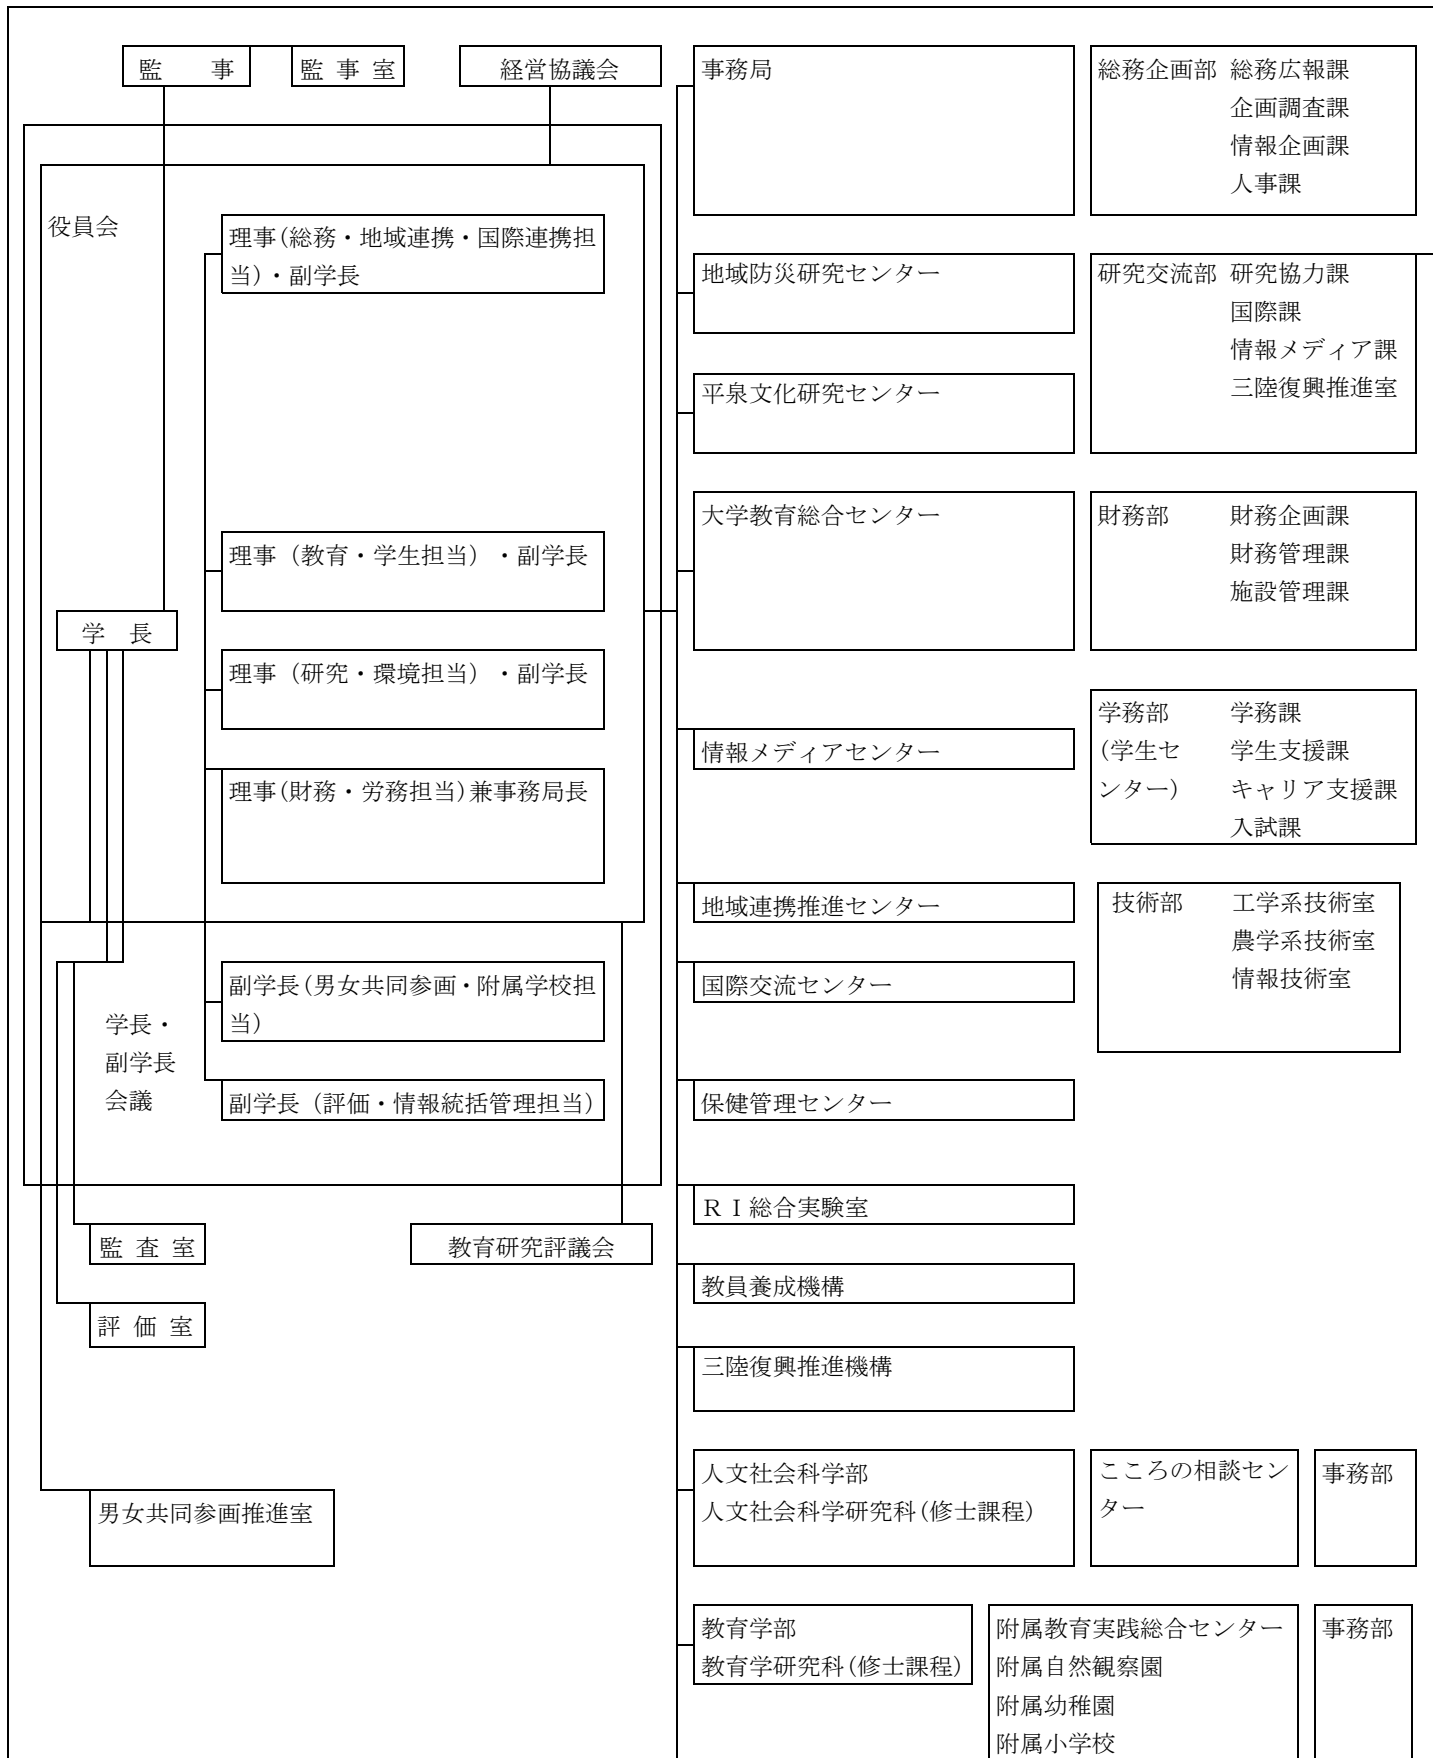 監　事
監 事 室
経営協議会
役員会
理事(総務・地域連携・国際連携担
当)・副学長
理事（教育・学生担当）・副学長
学　長
理事（研究・環境担当）・副学長
理事(財務・労務担当)兼事務局長
副学長(男女共同参画・附属学校担
当)
学長・
副学長
会議
副学長（評価・情報統括管理担当）
監 査 室
教育研究評議会
評 価 室
男女共同参画推進室
事務局
総務企画部 総務広報課
企画調査課
情報企画課
人事課
地域防災研究センター
研究交流部 研究協力課
国際課
情報メディア課
三陸復興推進室
平泉文化研究センター
大学教育総合センター
財務部 財務企画課
財務管理課
施設管理課
情報メディアセンター
学務部 学務課
(学生セ 学生支援課
ンター） キャリア支援課
入試課
地域連携推進センター
技術部 工学系技術室
農学系技術室
情報技術室
国際交流センター
保健管理センター
ＲＩ総合実験室
教員養成機構
三陸復興推進機構
人文社会科学部
人文社会科学研究科(修士課程)
こころの相談セン
ター
事務部
教育学部
教育学研究科(修士課程)
附属教育実践総合センター
附属自然観察園
附属幼稚園
附属小学校
事務部